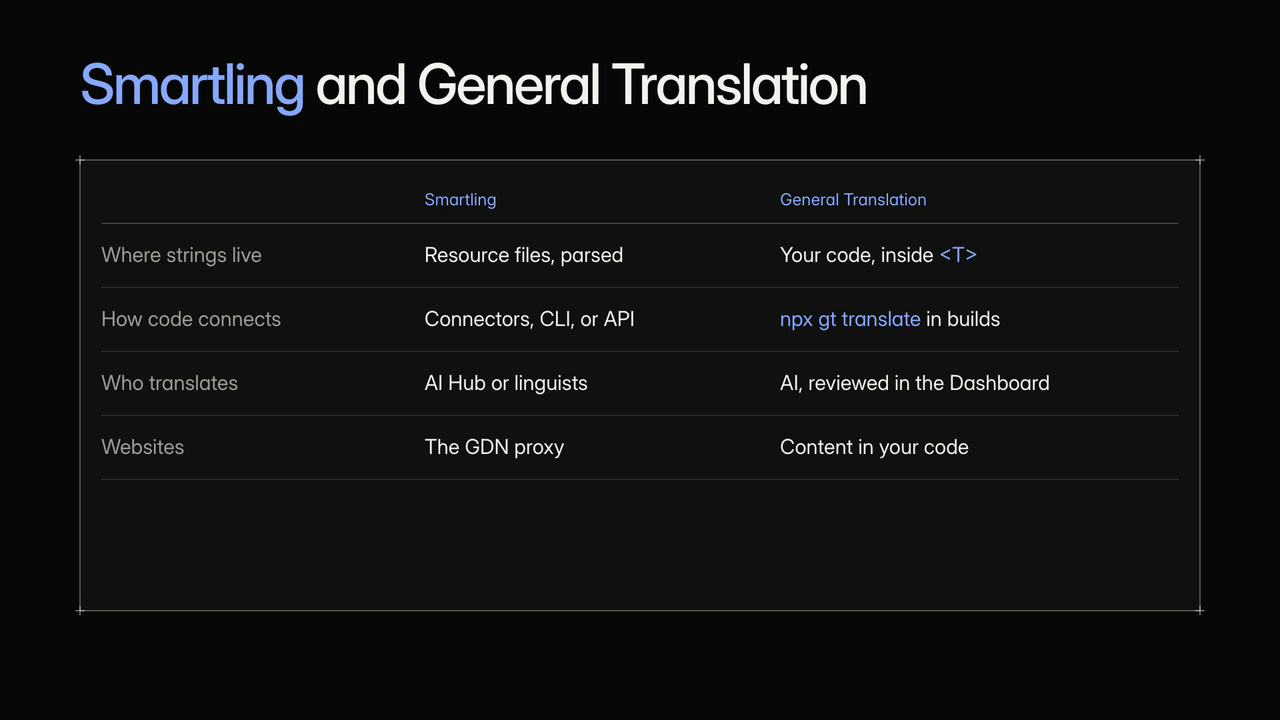 Smartling and General Translation
Smartling General Translation
Where strings live Resource files, parsed Your code, inside <T>
How code connects Connectors, CLI, or API npx gt translate in builds
Who translates AI Hub or linguists AI, reviewed in the Dashboard
Websites The GDN proxy Content in your code